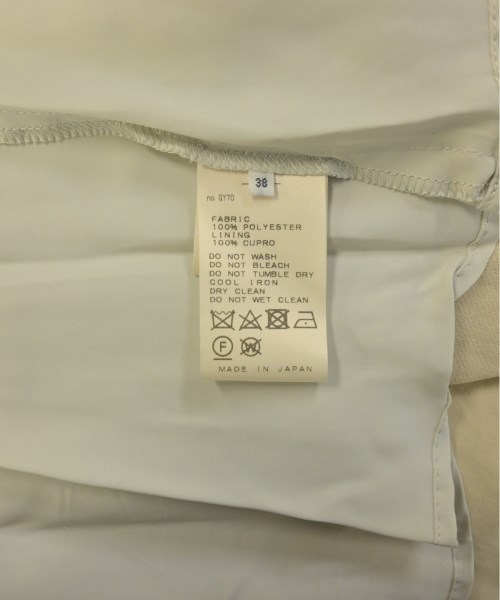 38
no. GY70
FABRIC
100% POLYESTER
LINING
100% CUPRO
DO NOT WASH
DO NOT BLEACH
DO NOT TUMBLE DRY
COOL IRON
DRY CLEAN
DO NOT WET CLEAN
F W
MADE IN JAPAN